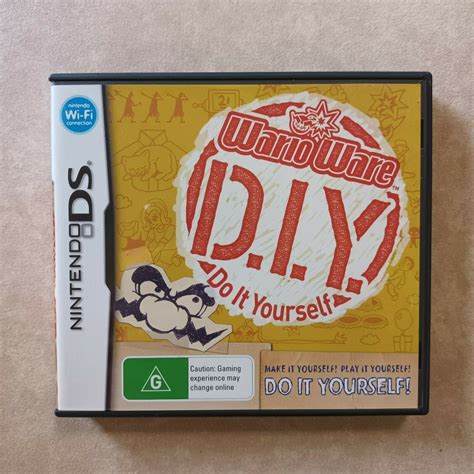 Nintendo
Wi-Fi
connection
NINTENDO DS
WarioWare
TM
D.I.Y.
Do It Yourself
G
Caution: Gaming
experience may
change online
MAKE IT YOURSELF! PLAY IT YOURSELF!
DO IT YOURSELF!